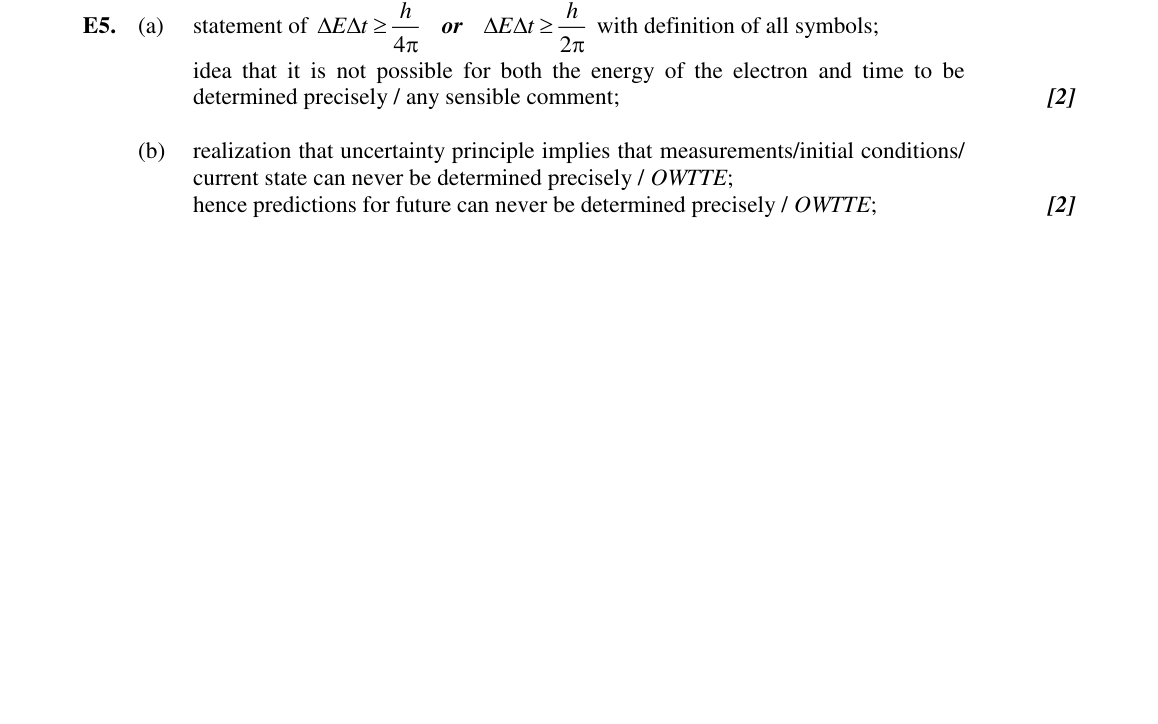 E5. (a) statement of ΔEΔt ≥ h/4π or ΔEΔt ≥ h/2π with definition of all symbols;
idea that it is not possible for both the energy of the electron and time to be
determined precisely / any sensible comment; [2]
(b) realization that uncertainty principle implies that measurements/initial conditions/
current state can never be determined precisely / OWTTE;
hence predictions for future can never be determined precisely / OWTTE; [2]